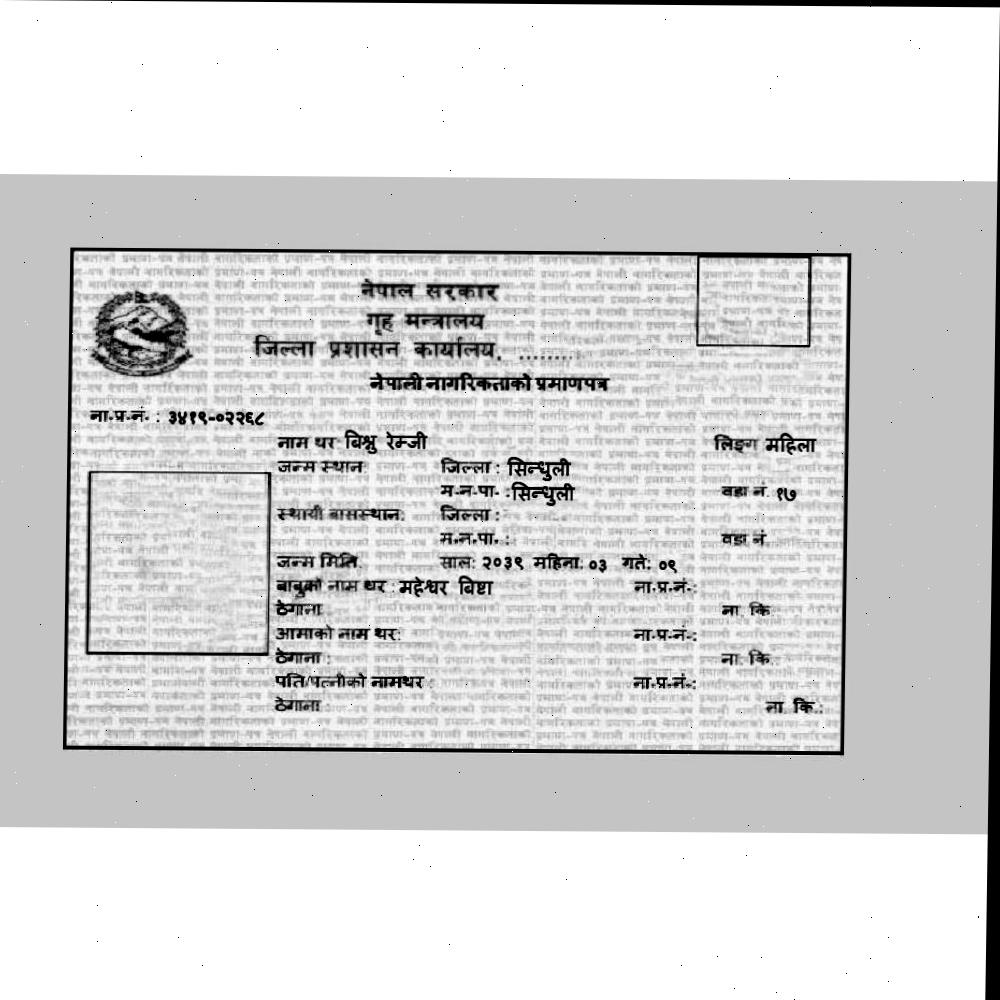 नेपाल सरकार
गृह मन्त्रालय
जिल्ला प्रशासन कार्यालय, ..........
नेपाली नागरिकताको प्रमाणपत्र
ना.प्र.नं. : ३४१९-०२२६८
नाम थर: बिश्नु रेम्जी लिङ्ग महिला
जन्म स्थान: जिल्ला : सिन्धुली
म.न.पा. : सिन्धुली वडा नं. १७
स्थायी बासस्थान: जिल्ला :
म.न.पा. : वडा नं.
जन्म मिति: साल: २०३९ महिना: ०३ गते: ०९
बाबुको नाम थर : महेश्वर बिष्टा ना.प्र.नं.:
ठेगाना : ना. कि.:
आमाको नाम थर: ना.प्र.नं.:
ठेगाना : ना. कि.:
पति/पत्नीको नामथर : ना.प्र.नं.:
ठेगाना : ना. कि.: